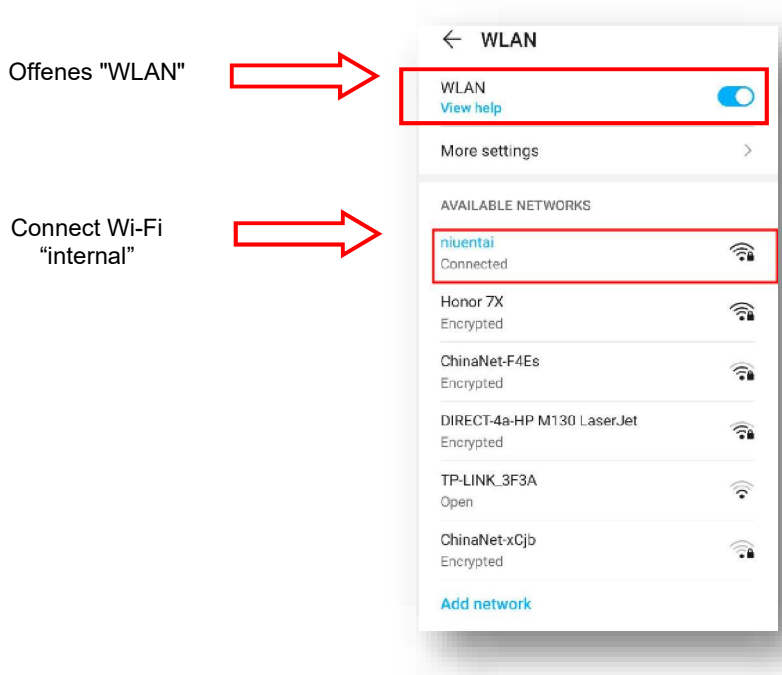 WLAN
Offenes "WLAN"
WLAN
View help
More settings
AVAILABLE NETWORKS
Connect Wi-Fi
“internal”
niuentai
Connected
Honor 7X
Encrypted
ChinaNet-F4Es
Encrypted
DIRECT-4a-HP M130 LaserJet
Encrypted
TP-LINK_3F3A
Open
ChinaNet-xCjb
Encrypted
Add network